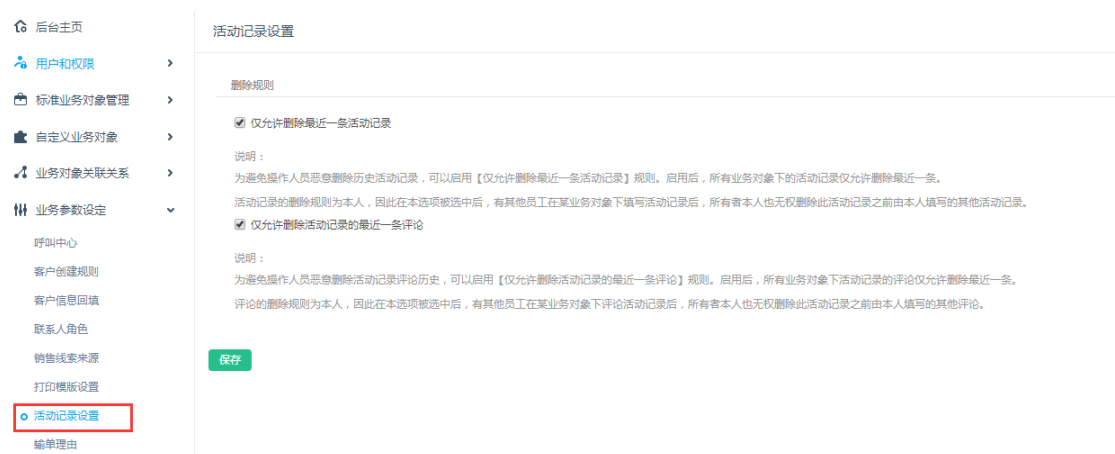 后台主页
用户和权限
标准业务对象管理
自定义业务对象
业务对象关联关系
业务参数设定
呼叫中心
客户创建规则
客户信息回填
联系人角色
销售线索来源
打印模版设置
活动记录设置
输单理由
活动记录设置
删除规则
仅允许删除最近一条活动记录
说明：
为避免操作人员恶意删除历史活动记录，可以启用【仅允许删除最近一条活动记录】规则。启用后，所有业务对象下的活动记录仅允许删除最近一条。
活动记录的删除规则为本人，因此在本选项被选中后，有其他员工在某业务对象下填写活动记录后，所有者本人也无权删除此活动记录之前由本人填写的其他活动记录。
仅允许删除活动记录的最近一条评论
说明：
为避免操作人员恶意删除活动记录评论历史，可以启用【仅允许删除活动记录的最近一条评论】规则。启用后，所有业务对象下活动记录的评论仅允许删除最近一条。
评论的删除规则为本人，因此在本选项被选中后，有其他员工在某业务对象下评论活动记录后，所有者本人也无权删除此活动记录之前由本人填写的其他评论。
保存